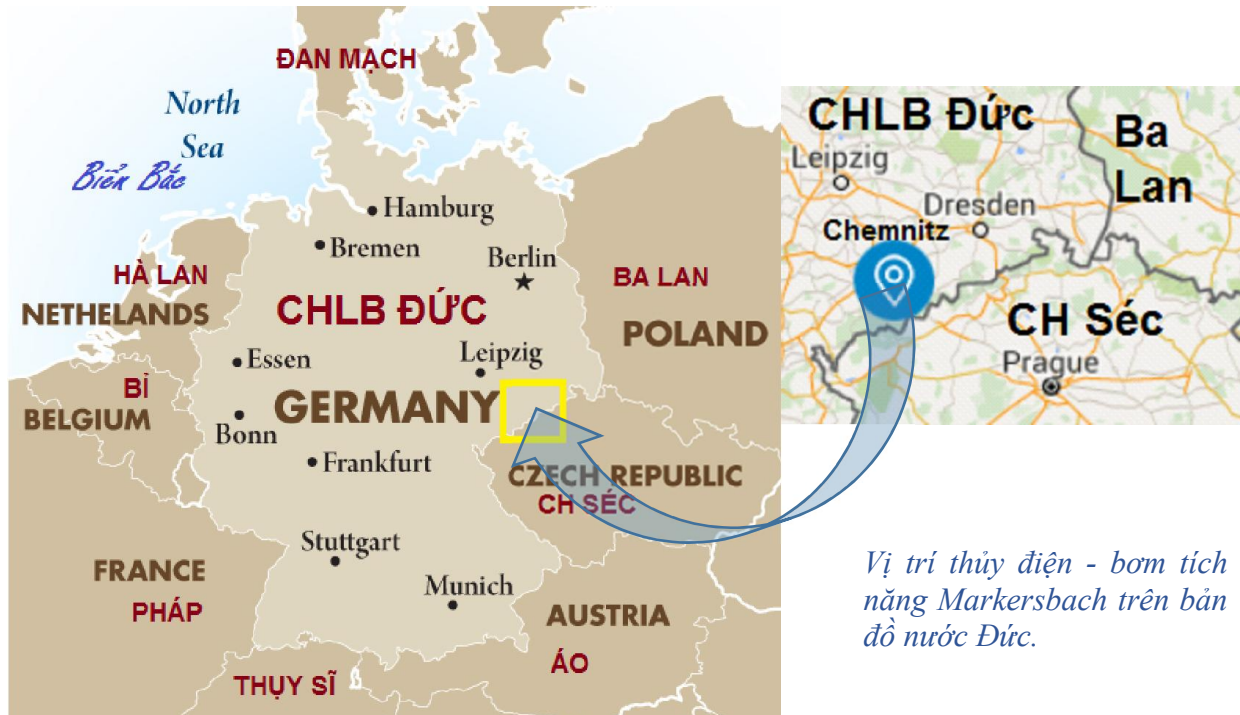 ĐAN MẠCH
North
Sea
Biển Bắc
Hamburg
Bremen
Berlin
HÀ LAN
NETHELANDS
BA LAN
POLAND
CHLB ĐỨC
Essen
Leipzig
BỈ
BELGIUM
GERMANY
Bonn
Frankfurt
CZECH REPUBLIC
CH SÉC
Stuttgart
FRANCE
PHÁP
Munich
AUSTRIA
ÁO
THỤY SĨ
CHLB Đức
Ba
Lan
Leipzig
Dresden
Chemnitz
CH Séc
Prague
Vị trí thủy điện - bơm tích
năng Markersbach trên bản
đồ nước Đức.